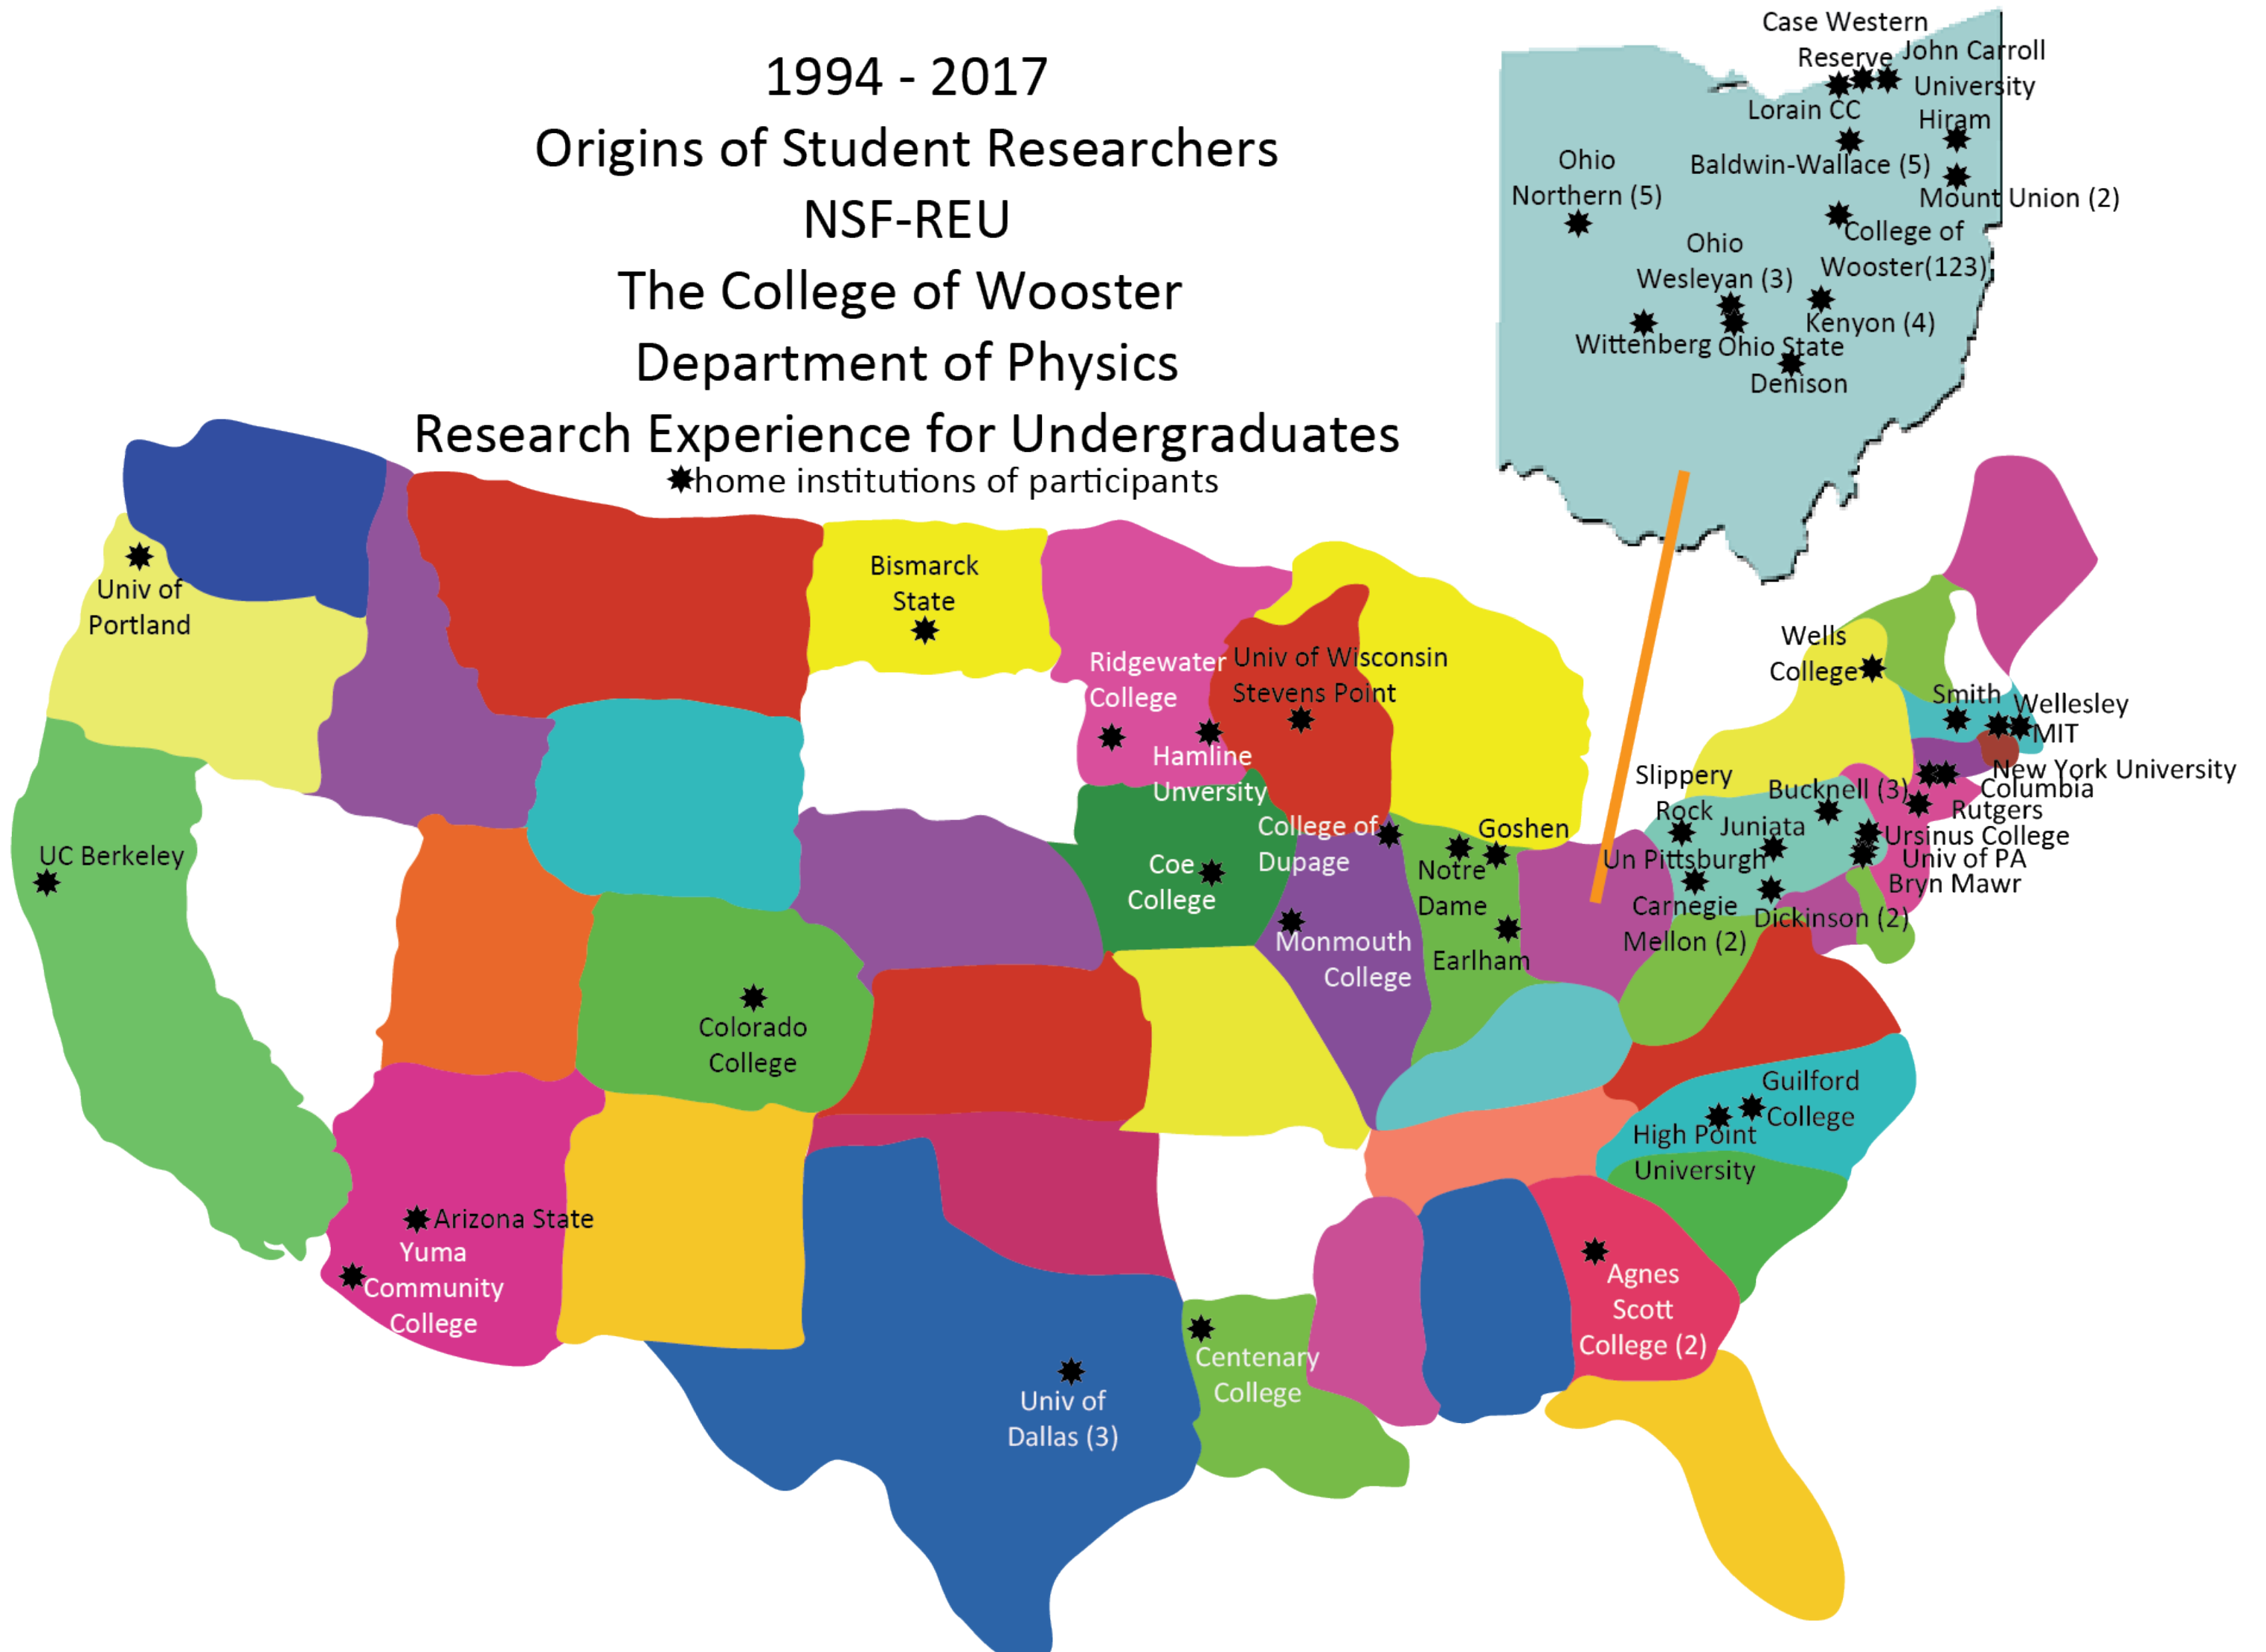 1994 - 2017
Origins of Student Researchers
NSF-REU
The College of Wooster
Department of Physics
Research Experience for Undergraduates
home institutions of participants
Case Western
Reserve
John Carroll
University
Lorain CC
Hiram
Baldwin-Wallace (5)
Mount Union (2)
Ohio
Northern (5)
College of
Wooster(123)
Ohio
Wesleyan (3)
Kenyon (4)
Wittenberg
Ohio State
Denison
Univ of
Portland
Bismarck
State
Ridgewater
College
Univ of Wisconsin
Stevens Point
Hamline
Unversity
Wells
College
Smith
Wellesley
MIT
New York University
Columbia
Rutgers
Slippery
Rock
Bucknell (3)
Juniata
Ursinus College
Un Pittsburgh
Univ of PA
Bryn Mawr
Carnegie
Mellon (2)
Dickinson (2)
UC Berkeley
Coe
College
College of
Dupage
Goshen
Notre
Dame
Monmouth
College
Earlham
Colorado
College
Guilford
College
High Point
University
Arizona State
Yuma
Community
College
Agnes
Scott
College (2)
Centenary
College
Univ of
Dallas (3)